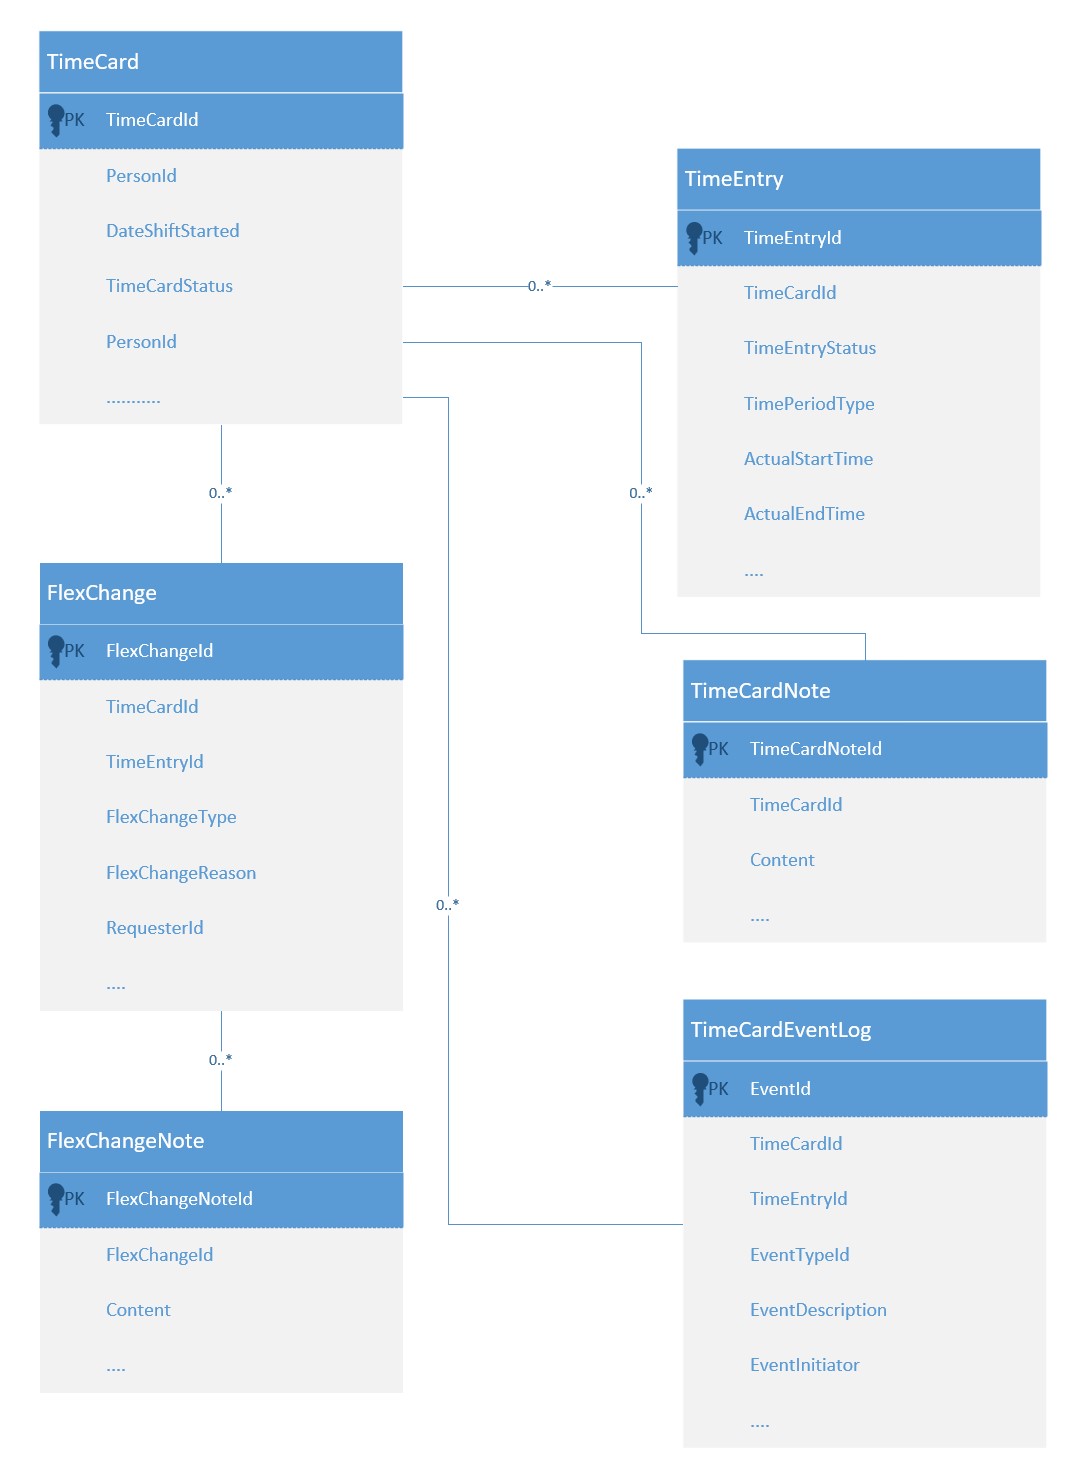 TimeCard
PK TimeCardId
PersonId
DateShiftStarted
TimeCardStatus
PersonId
...........
0..*
0..*
0..*
0..*
TimeEntry
PK TimeEntryId
TimeCardId
TimeEntryStatus
TimePeriodType
ActualStartTime
ActualEndTime
....
FlexChange
PK FlexChangeId
TimeCardId
TimeEntryId
FlexChangeType
FlexChangeReason
RequesterId
....
0..*
TimeCardNote
PK TimeCardNoteId
TimeCardId
Content
....
FlexChangeNote
PK FlexChangeNoteId
FlexChangeId
Content
....
TimeCardEventLog
PK EventId
TimeCardId
TimeEntryId
EventTypeId
EventDescription
EventInitiator
....